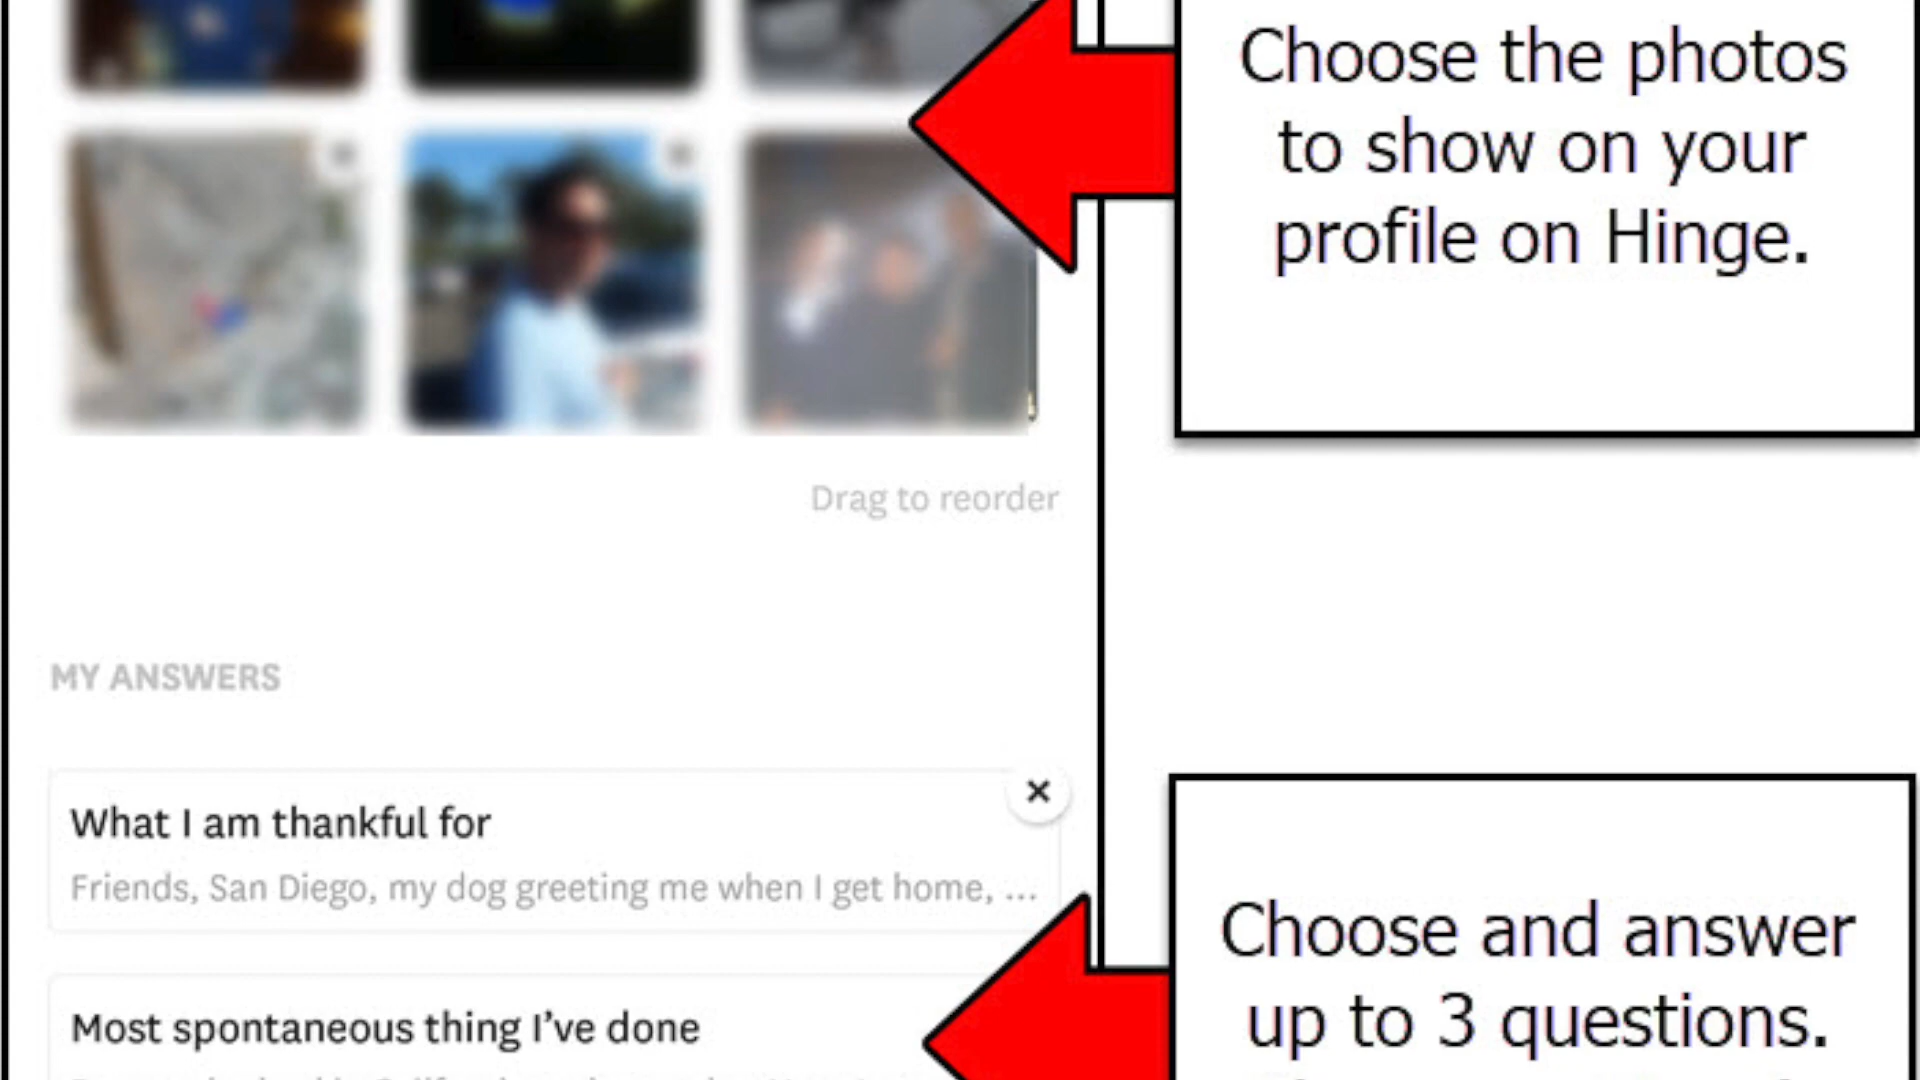 Choose the photos
to show on your
profile on Hinge.
Drag to reorder
MY ANSWERS
What I am thankful for
Friends, San Diego, my dog greeting me when I get home, ...
Most spontaneous thing I've done
Choose and answer
up to 3 questions.